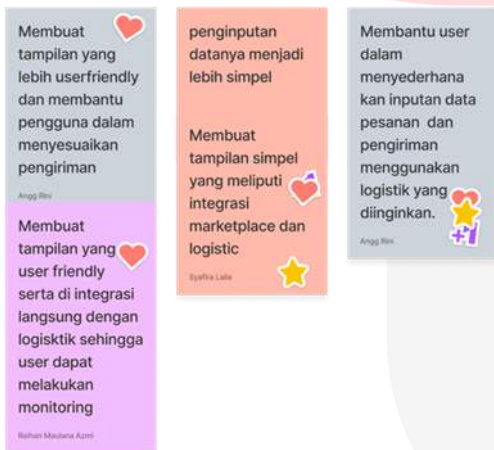 Membuat
tampilan yang
lebih userfriendly
dan membantu
pengguna dalam
menyesuaikan
pengiriman
Angg Rini
Membuat
tampilan yang
user friendly
serta di integrasi
langsung dengan
logisktik sehingga
user dapat
melakukan
monitoring
Raihan Maulana Azmi
penginputan
datanya menjadi
lebih simpel
Membuat
tampilan simpel
yang meliputi
integrasi
marketplace dan
logistic
Syafira Laila
Membantu user
dalam
menyederhana
kan inputan data
pesanan dan
pengiriman
menggunakan
logistik yang
diinginkan.
+1
Angg Rini